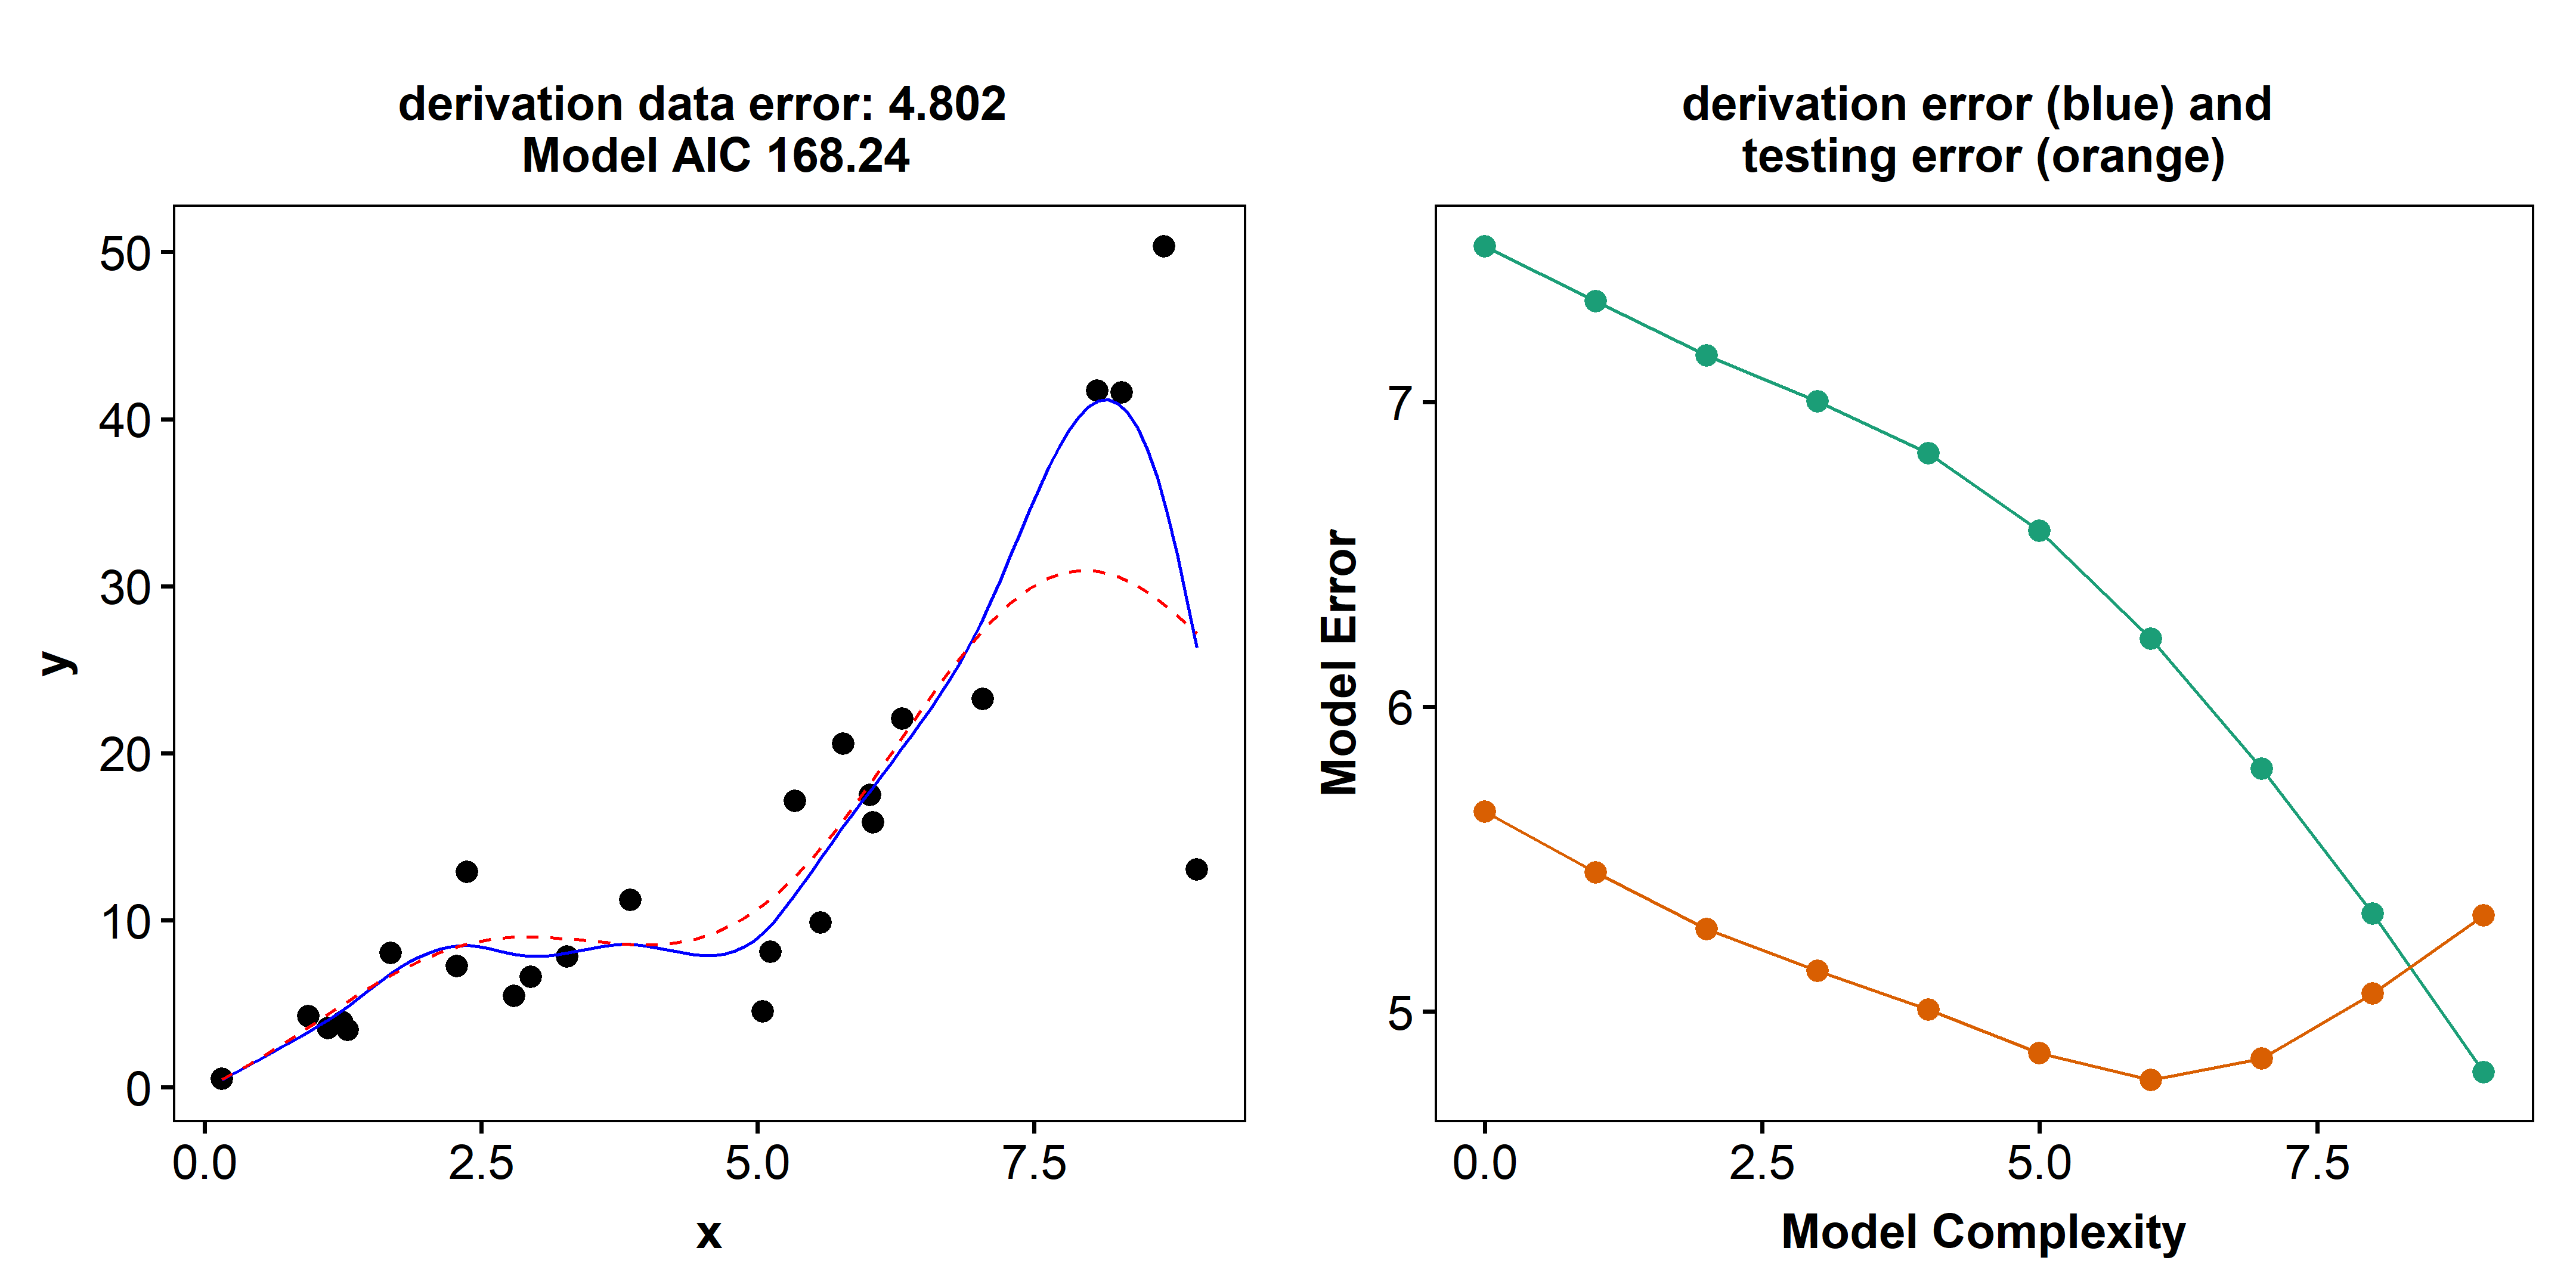 derivation data error: 4.802
Model AIC 168.24
50
40
30
20
10
0
y
0.0 2.5 5.0 7.5
x
derivation error (blue) and
testing error (orange)
7
6
5
Model Error
0.0 2.5 5.0 7.5
Model Complexity